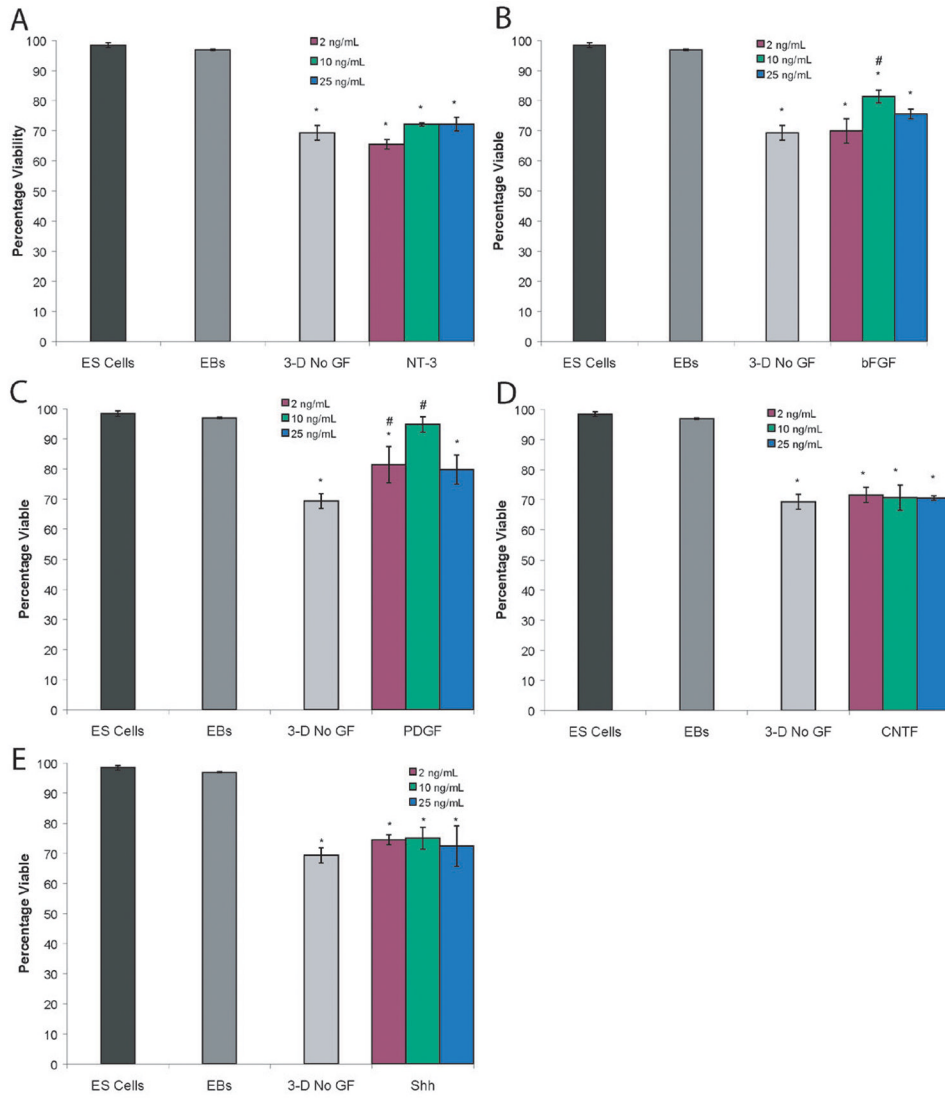 A
Percentage Viability
100
90
80
70
60
50
40
30
20
10
0
2 ng/mL
10 ng/mL
25 ng/mL
*
*
*
*
ES Cells EBs 3-D No GF NT-3
B
Percentage Viable
100
90
80
70
60
50
40
30
20
10
0
2 ng/mL
10 ng/mL
25 ng/mL
#
*
*
*
*
ES Cells EBs 3-D No GF bFGF
C
Percentage Viable
100
90
80
70
60
50
40
30
20
10
0
2 ng/mL
10 ng/mL
25 ng/mL
#
#
*
*
*
ES Cells EBs 3-D No GF PDGF
D
Percentage Viable
100
90
80
70
60
50
40
30
20
10
0
2 ng/mL
10 ng/mL
25 ng/mL
*
*
*
*
ES Cells EBs 3-D No GF CNTF
E
Percentage Viable
100
90
80
70
60
50
40
30
20
10
0
2 ng/mL
10 ng/mL
25 ng/mL
*
*
*
*
ES Cells EBs 3-D No GF Shh